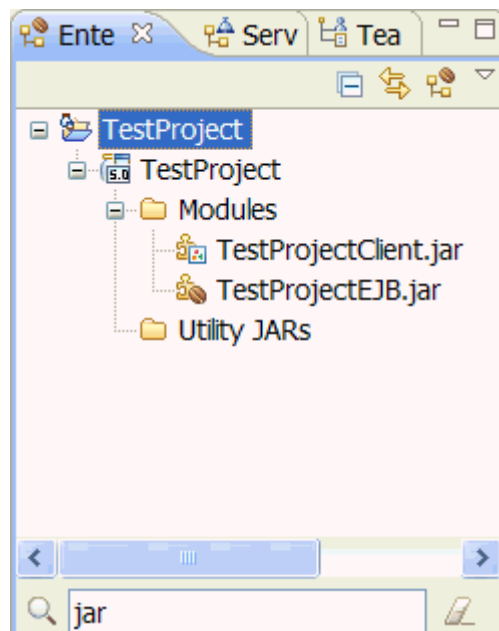 Ente Serv Tea
TestProject
5.0 TestProject
Modules
TestProjectClient.jar
TestProjectEJB.jar
Utility JARs
jar